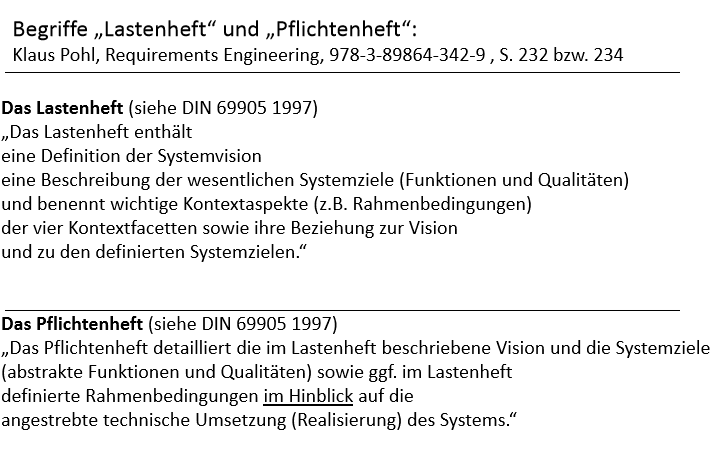 Begriffe „Lastenheft“ und „Pflichtenheft“:
Klaus Pohl, Requirements Engineering, 978-3-89864-342-9 , S. 232 bzw. 234
Das Lastenheft (siehe DIN 69905 1997)
„Das Lastenheft enthält
eine Definition der Systemvision
eine Beschreibung der wesentlichen Systemziele (Funktionen und Qualitäten)
und benennt wichtige Kontextaspekte (z.B. Rahmenbedingungen)
der vier Kontextfacetten sowie ihre Beziehung zur Vision
und zu den definierten Systemzielen.“
Das Pflichtenheft (siehe DIN 69905 1997)
„Das Pflichtenheft detailliert die im Lastenheft beschriebene Vision und die Systemziele
(abstrakte Funktionen und Qualitäten) sowie ggf. im Lastenheft
definierte Rahmenbedingungen im Hinblick auf die
angestrebte technische Umsetzung (Realisierung) des Systems.“